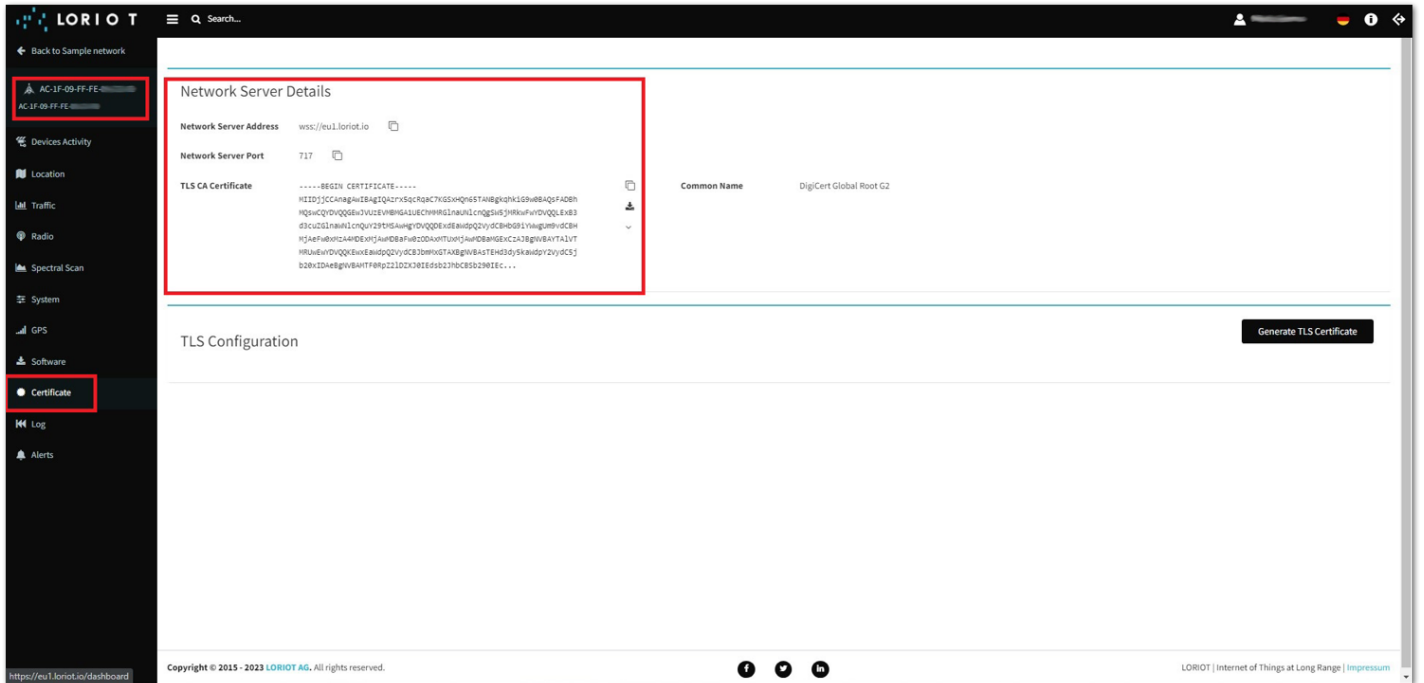 LORIOT
Search...
Back to Sample network
AC-1F-09-FF-FE-
AC-1F-09-FF-FE-
Devices Activity
Location
Traffic
Radio
Spectral Scan
System
GPS
Software
Certificate
Log
Alerts
Network Server Details
Network Server Address wss://eu1.loriot.io
Network Server Port 717
TLS CA Certificate -----BEGIN CERTIFICATE-----
Common Name DigiCert Global Root G2
TLS Configuration
Generate TLS Certificate
Copyright © 2015 - 2023 LORIOT AG. All rights reserved.
LORIOT | Internet of Things at Long Range | Impressum
https://eu1.loriot.io/dashboard